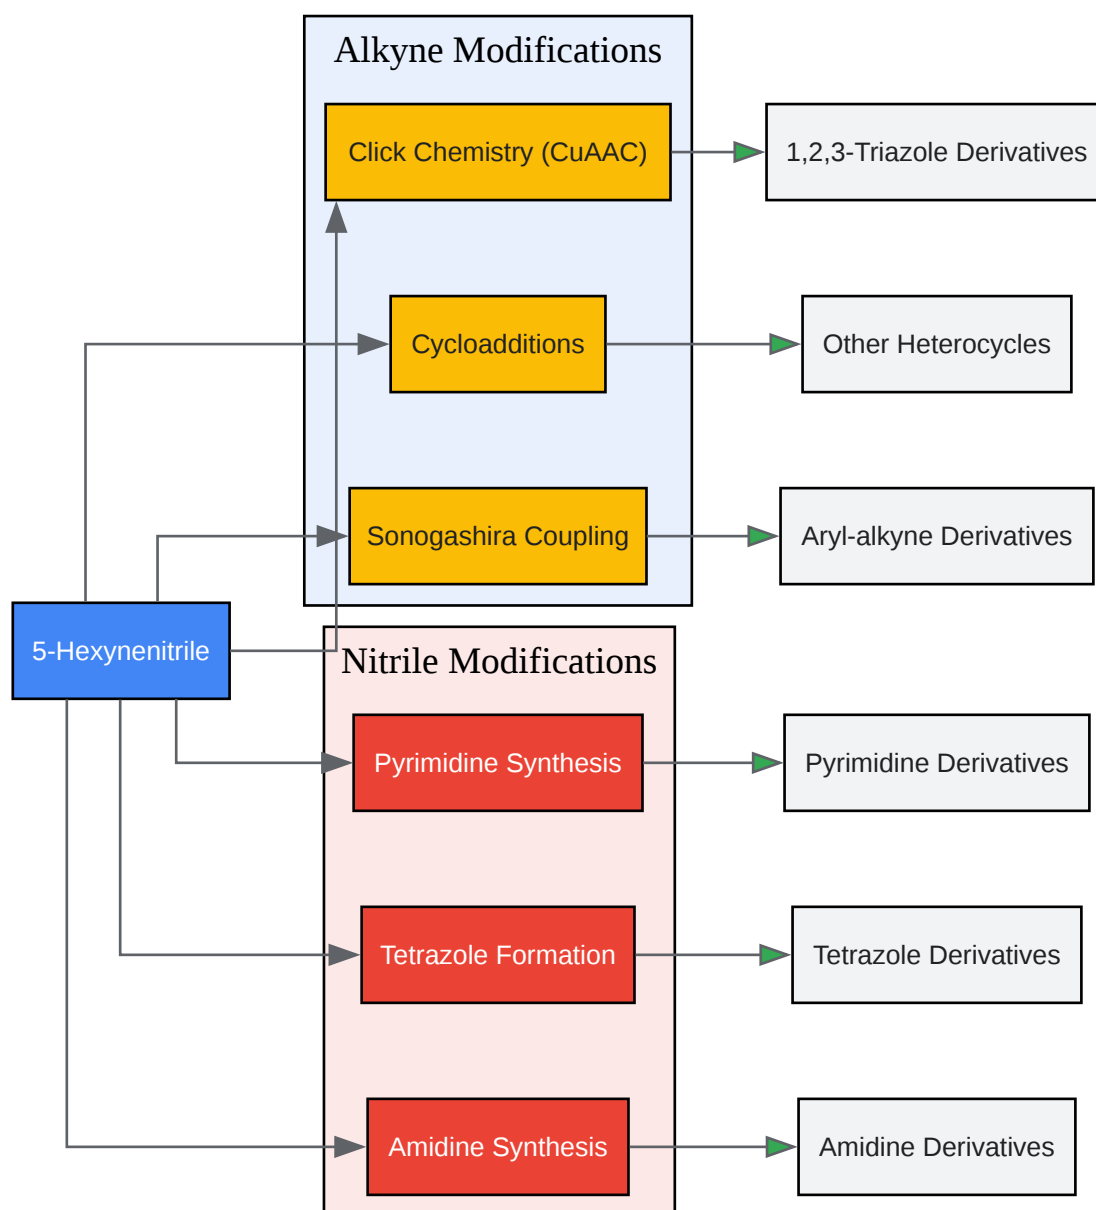 Alkyne Modifications
Click Chemistry (CuAAC)
1,2,3-Triazole Derivatives
Cycloadditions
Other Heterocycles
Sonogashira Coupling
Aryl-alkyne Derivatives
5-Hexynenitrile
Nitrile Modifications
Pyrimidine Synthesis
Pyrimidine Derivatives
Tetrazole Formation
Tetrazole Derivatives
Amidine Synthesis
Amidine Derivatives